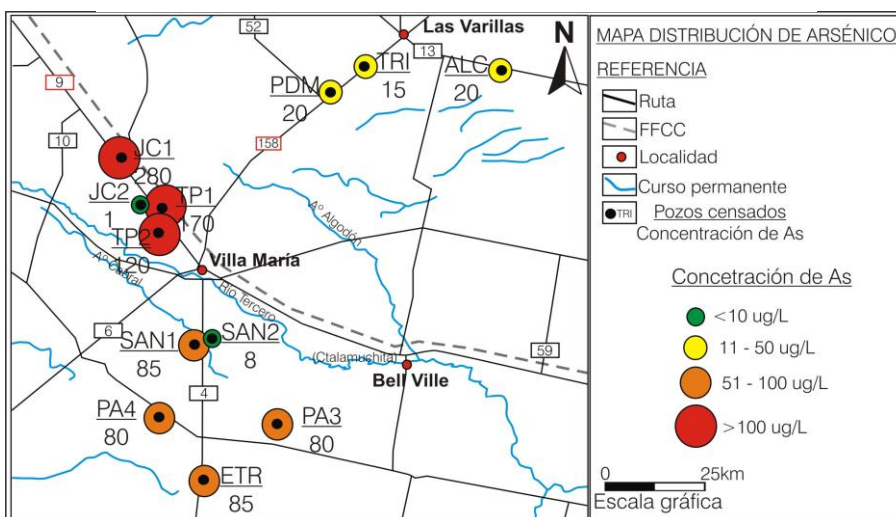 52
Las Varillas
N
13
TRI
15
ALC
20
PDM
20
9
158
10
JC1
280
JC2
1
TP1
170
TP2
120
Aº Algodón
Villa María
Aº Cabral
Río Tercero
6
SAN1
85
SAN2
8
(Ctalamuchita)
59
Bell Ville
4
PA4
80
PA3
80
ETR
85
MAPA DISTRIBUCIÓN DE ARSÉNICO
REFERENCIA
Ruta
FFCC
Localidad
Curso permanente
TRI Pozos censados
Concentración de As
Concetración de As
<10 ug/L
11 - 50 ug/L
51 - 100 ug/L
>100 ug/L
0 25km
Escala gráfica